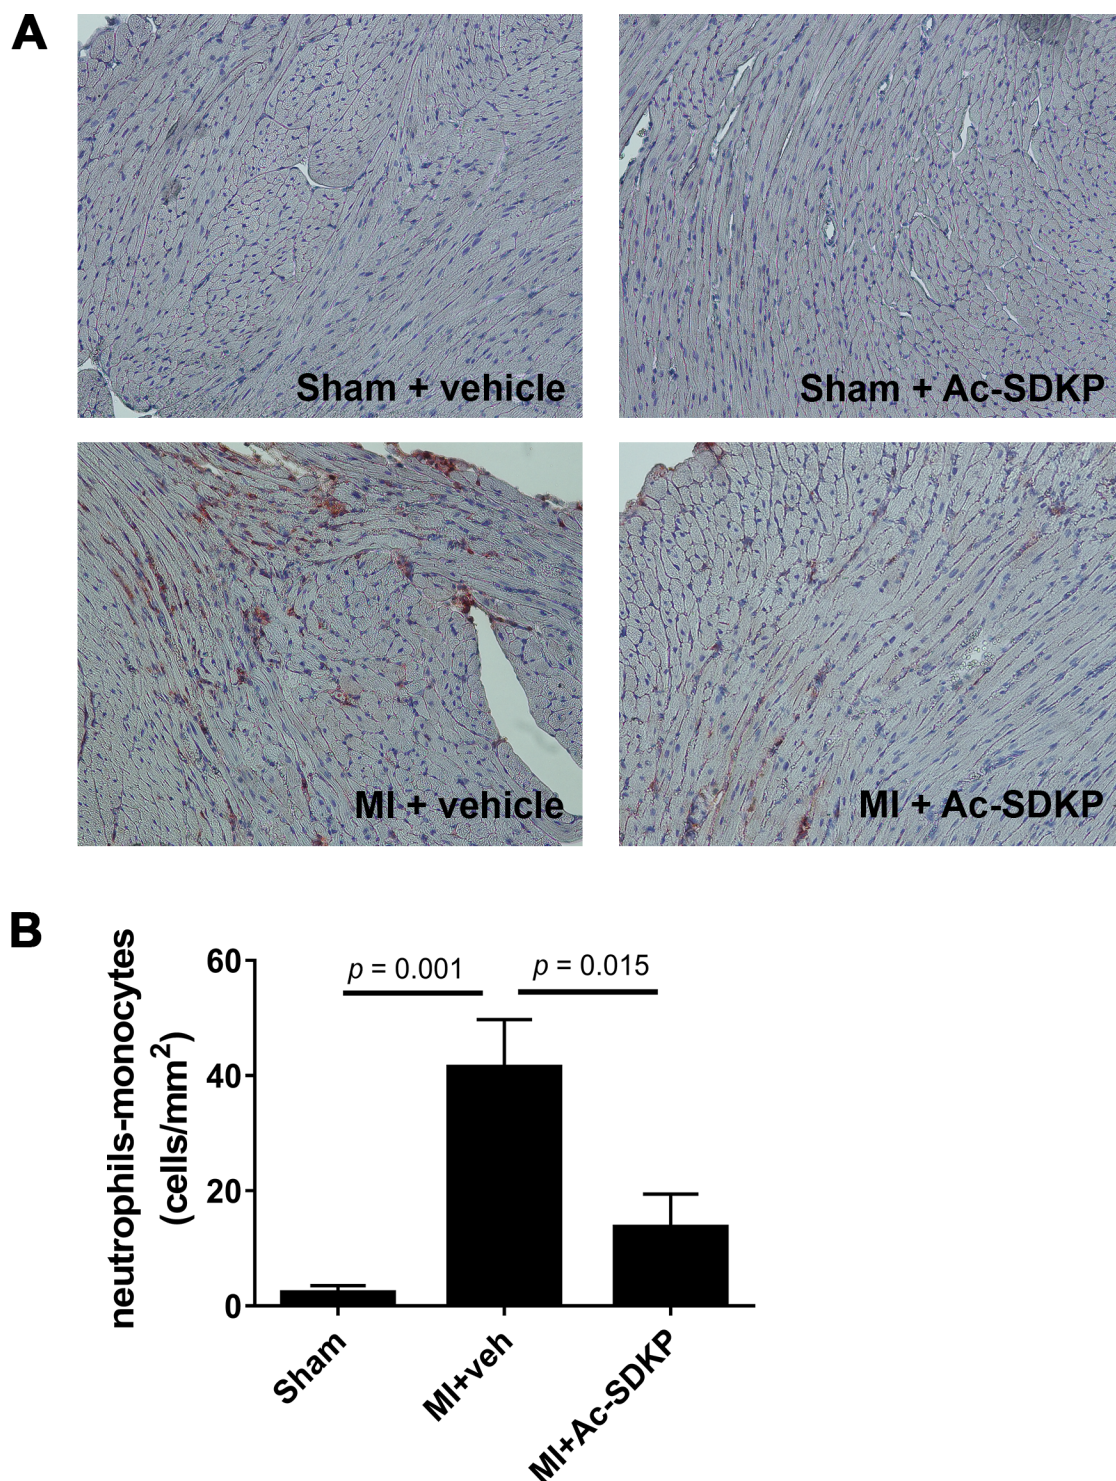 A
Sham + vehicle
Sham + Ac-SDKP
MI + vehicle
MI + Ac-SDKP
B
neutrophils-monocytes
(cells/mm²)
60
40
20
0
p = 0.001
p = 0.015
Sham
MI+veh
MI+Ac-SDKP